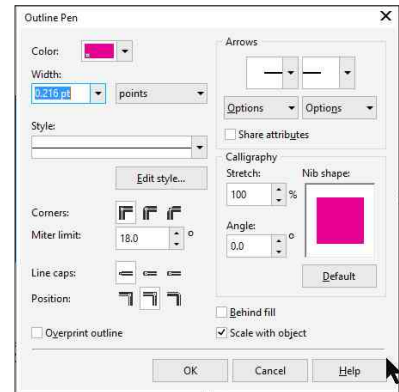 Outline Pen
Color:
Width:
0.216 pt
points
Style:
Edit style...
Corners:
Miter limit:
18.0
°
Line caps:
Position:
Overprint outline
Arrows
Options
Options
Share attributes
Calligraphy
Stretch:
Nib shape:
100
%
Angle:
0.0
°
Default
Behind fill
Scale with object
OK
Cancel
Help